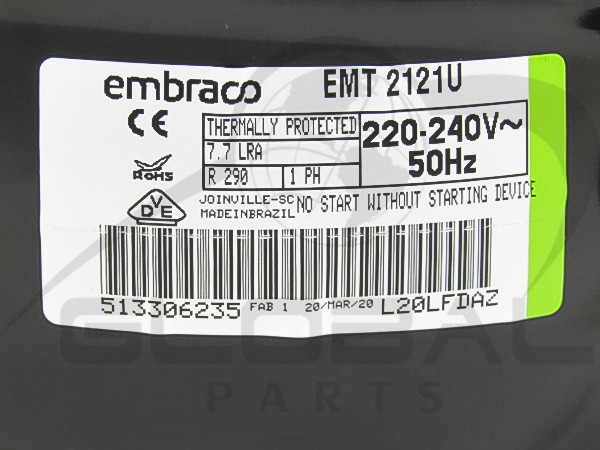 embraco EMT 2121U
CE THERMALLY PROTECTED 220-240V~
7.7 LRA 50Hz
RoHS R 290 1 PH
VDE JOINVILLE-SC NO START WITHOUT STARTING DEVICE
MADEINBRAZIL
513306235 FAB 1 20/MAR/20 L20LFDAZ
GLOBAL
PARTS